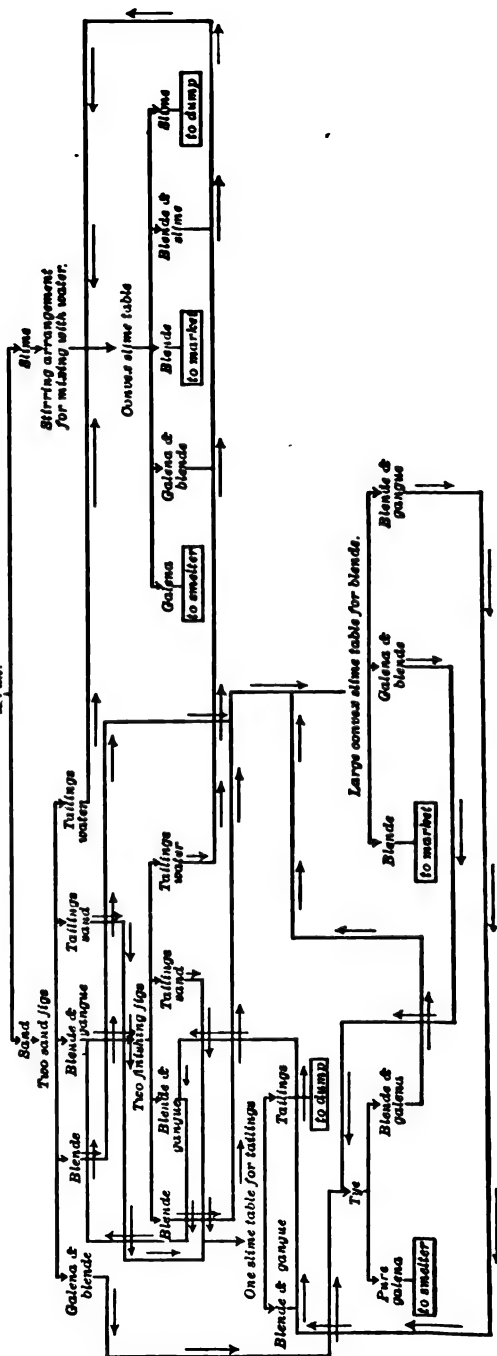 Sand
Slime
Two sand jigs
Stirring arrangement
for mixing with water.
Galena &
blende
Blende
Blende &
gangue
Tailings
sand
Tailings
water
Convex slime table
Galena
to smelter
Galena &
blende
Blende
to market
Blende &
slime
Slime
to dump
Two finishing jigs
Blende
Blende &
gangue
Tailings
sand
Tailings
water
One slime table for tailings
Blende & gangue
Tailings
to dump
Large convex slime table for blende.
Blende
to market
Galena &
blende
Blende &
gangue
Tye
Pure
galena
to smelter
Blende &
galena